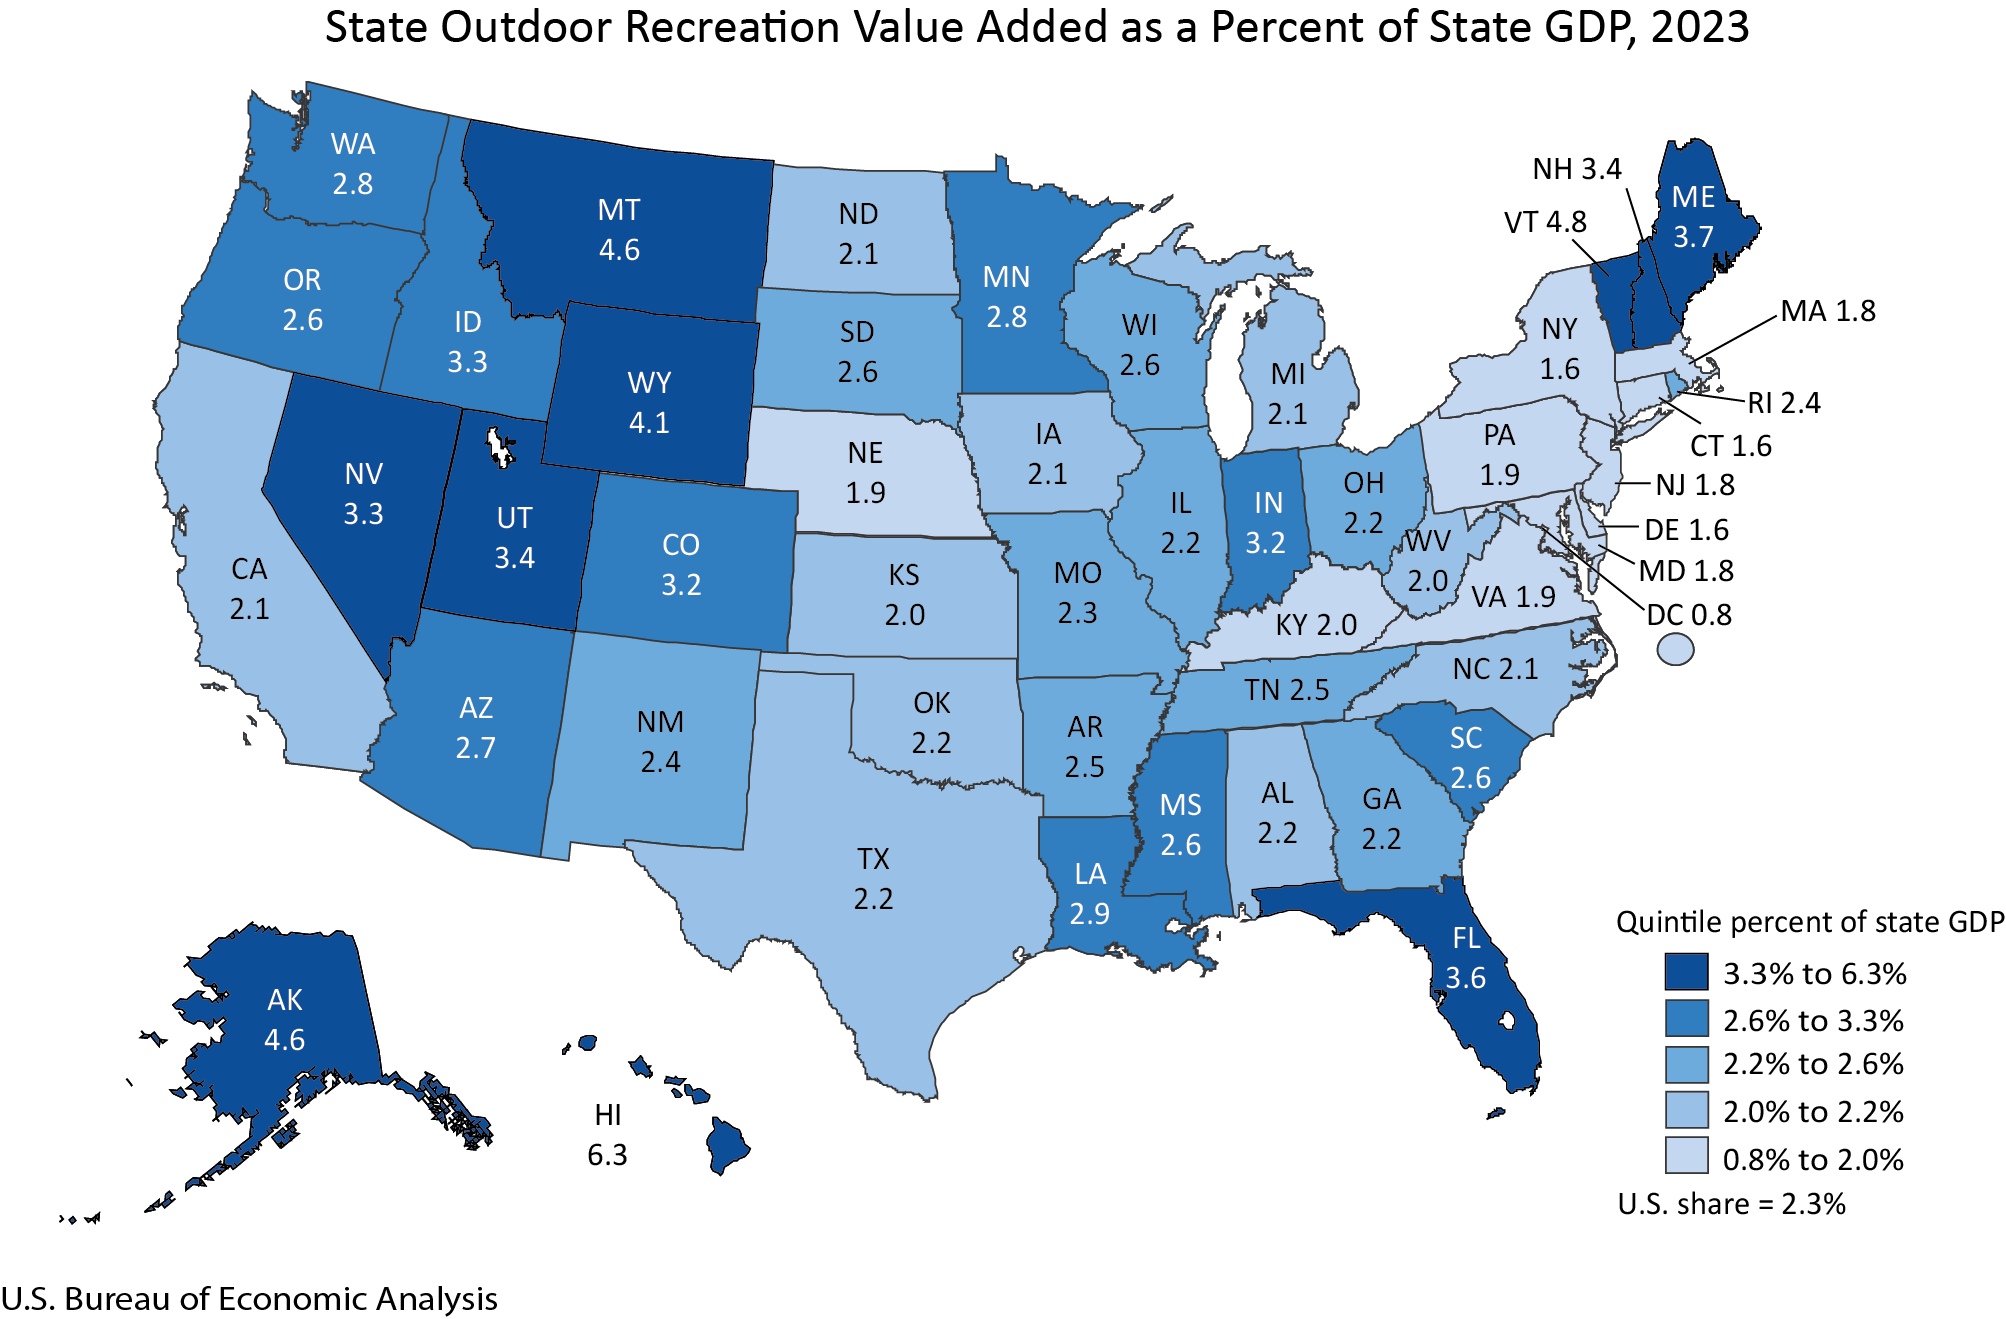 State Outdoor Recreation Value Added as a Percent of State GDP, 2023
WA
2.8
OR
2.6
ID
3.3
MT
4.6
WY
4.1
NV
3.3
UT
3.4
CA
2.1
CO
3.2
AZ
2.7
NM
2.4
ND
2.1
SD
2.6
NE
1.9
KS
2.0
OK
2.2
TX
2.2
MN
2.8
IA
2.1
MO
2.3
AR
2.5
LA
2.9
WI
2.6
IL
2.2
MI
2.1
IN
3.2
OH
2.2
KY 2.0
TN 2.5
MS
2.6
AL
2.2
GA
2.2
FL
3.6
SC
2.6
NC 2.1
VA 1.9
WV
2.0
PA
1.9
NY
1.6
NH 3.4
VT 4.8
ME
3.7
MA 1.8
RI 2.4
CT 1.6
NJ 1.8
DE 1.6
MD 1.8
DC 0.8
AK
4.6
HI
6.3
Quintile percent of state GDP
3.3% to 6.3%
2.6% to 3.3%
2.2% to 2.6%
2.0% to 2.2%
0.8% to 2.0%
U.S. share = 2.3%
U.S. Bureau of Economic Analysis